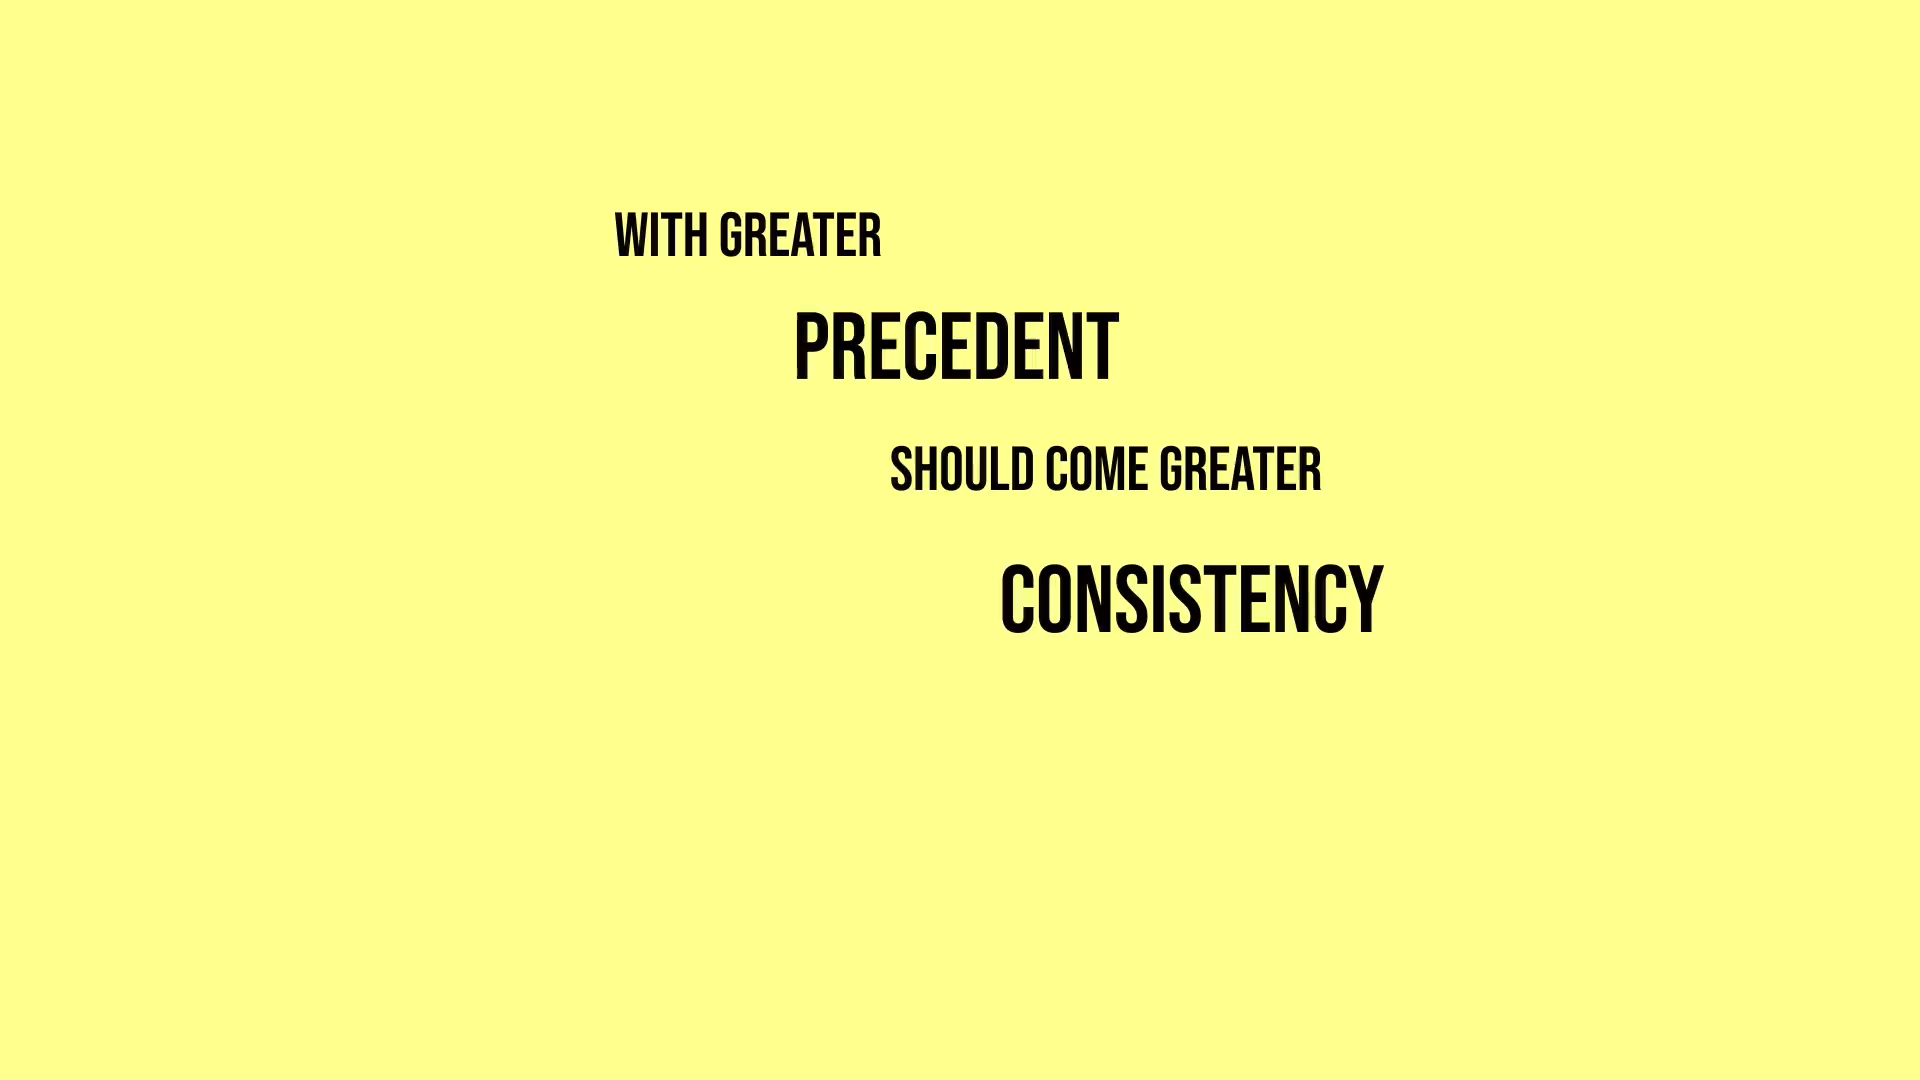 WITH GREATER
PRECEDENT
SHOULD COME GREATER
CONSISTENCY